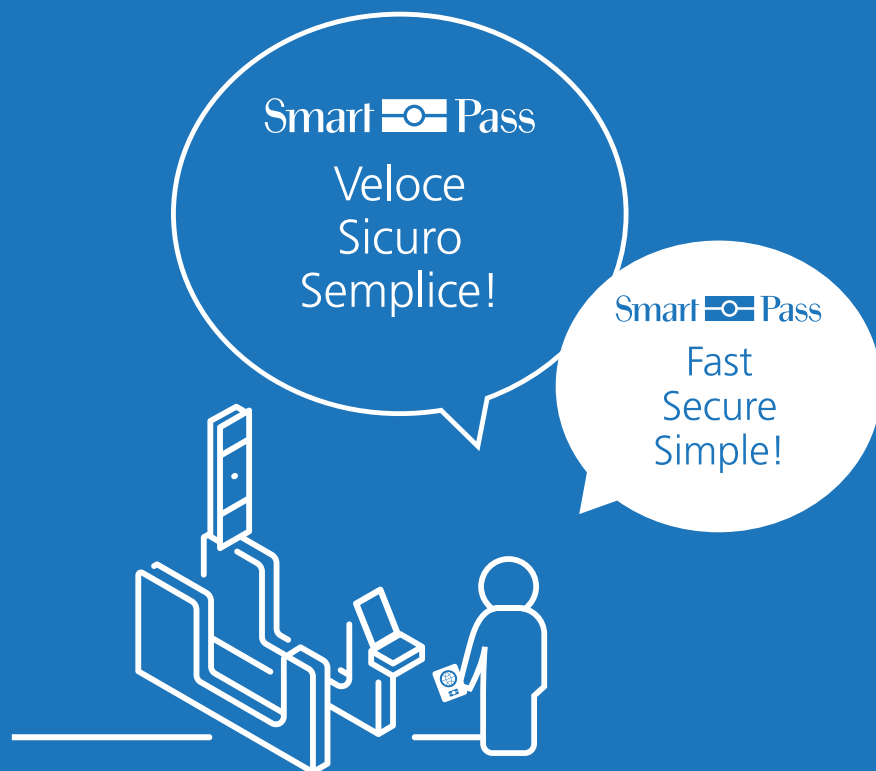 Smart Pass
Veloce
Sicuro
Semplice!
Smart Pass
Fast
Secure
Simple!